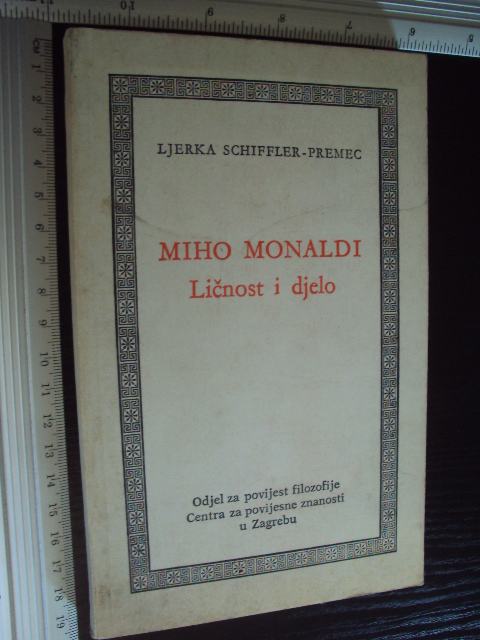 LJERKA SCHIFFLER-PREMEC
MIHO MONALDI
Ličnost i djelo
Odjel za povijest filozofije
Centra za povijesne znanosti
u Zagrebu